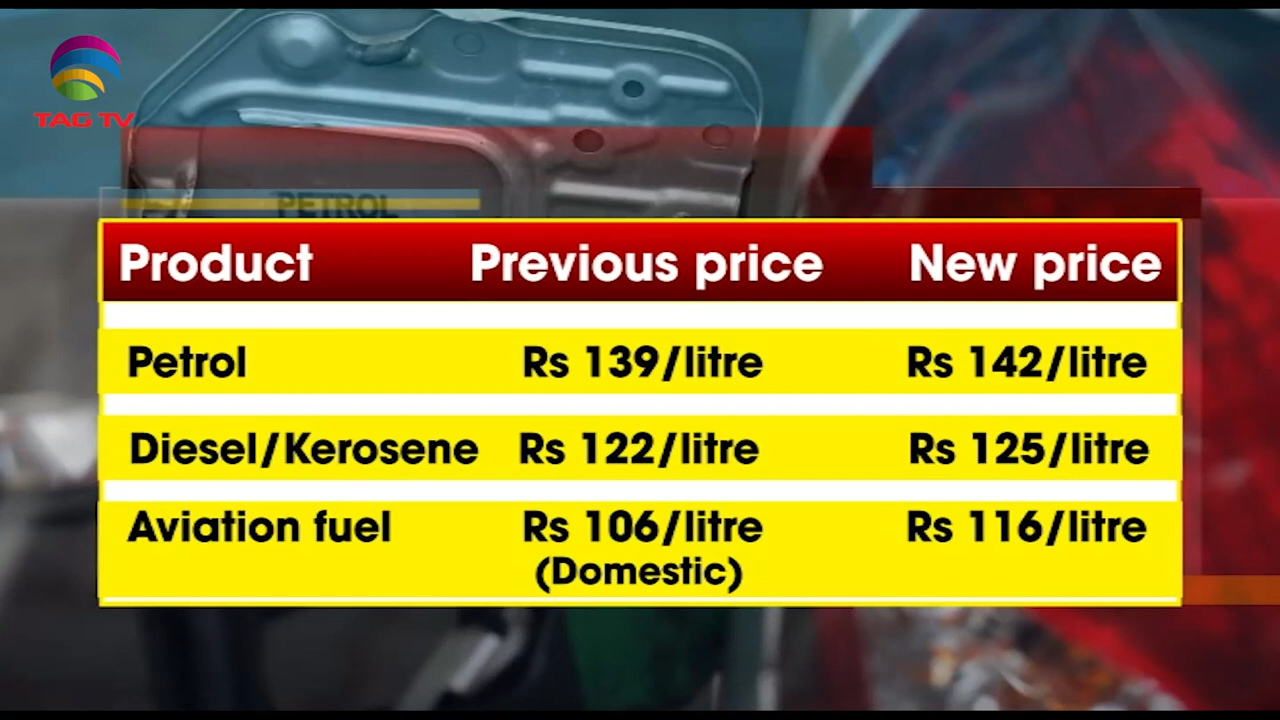 TAG TV
PETROL
Product Previous price New price
Petrol Rs 139/litre Rs 142/litre
Diesel/Kerosene Rs 122/litre Rs 125/litre
Aviation fuel Rs 106/litre Rs 116/litre
(Domestic)